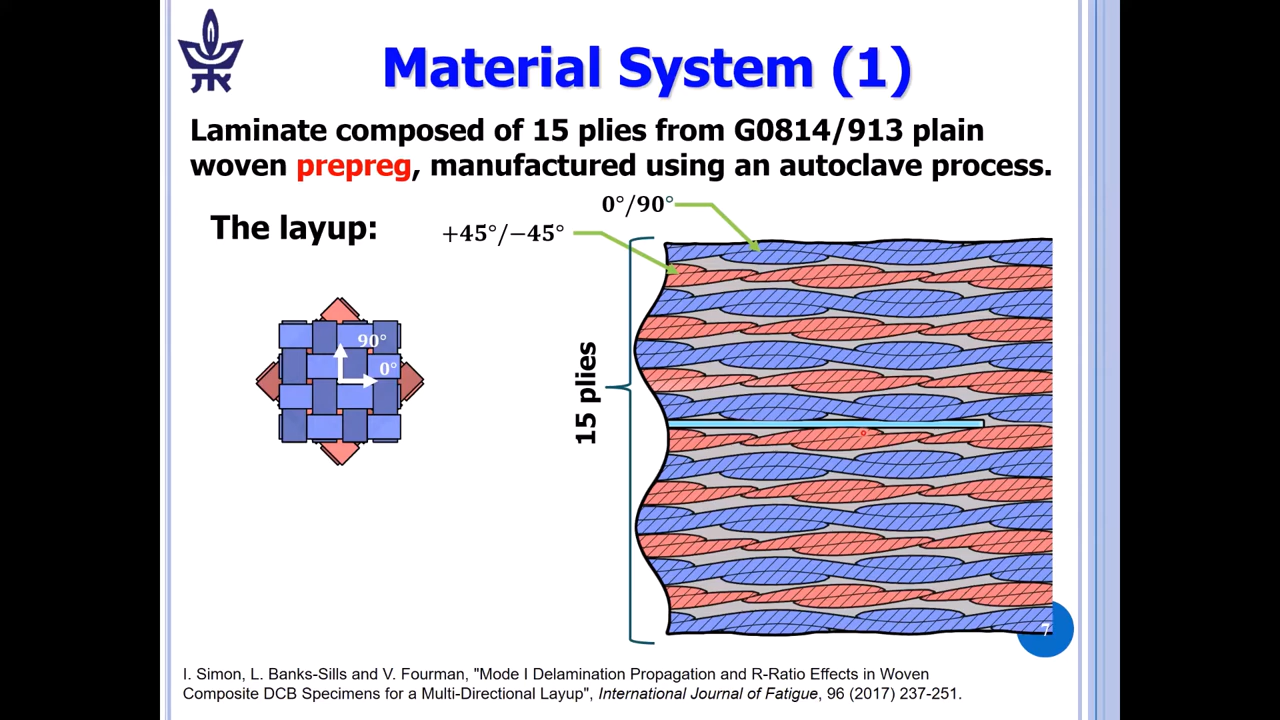 Material System (1)
Laminate composed of 15 plies from G0814/913 plain
woven prepreg, manufactured using an autoclave process.
The layup:
0°/90°
+45°/−45°
90°
0°
15 plies
7
I. Simon, L. Banks-Sills and V. Fourman, "Mode I Delamination Propagation and R-Ratio Effects in Woven
Composite DCB Specimens for a Multi-Directional Layup", International Journal of Fatigue, 96 (2017) 237-251.